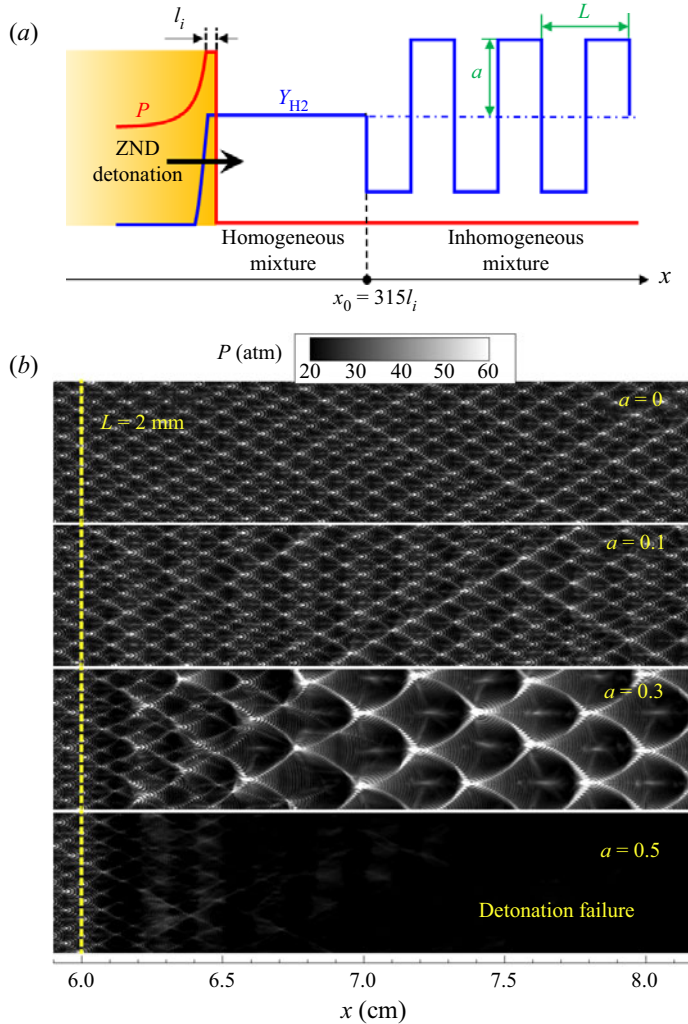 (a)
l_i
L
a
P
Y_H2
ZND
detonation
Homogeneous
mixture
Inhomogeneous
mixture
x
x_0 = 315l_i
(b)
P (atm)
20 30 40 50 60
a = 0
L = 2 mm
a = 0.1
a = 0.3
a = 0.5
Detonation failure
6.0 6.5 7.0 7.5 8.0
x (cm)